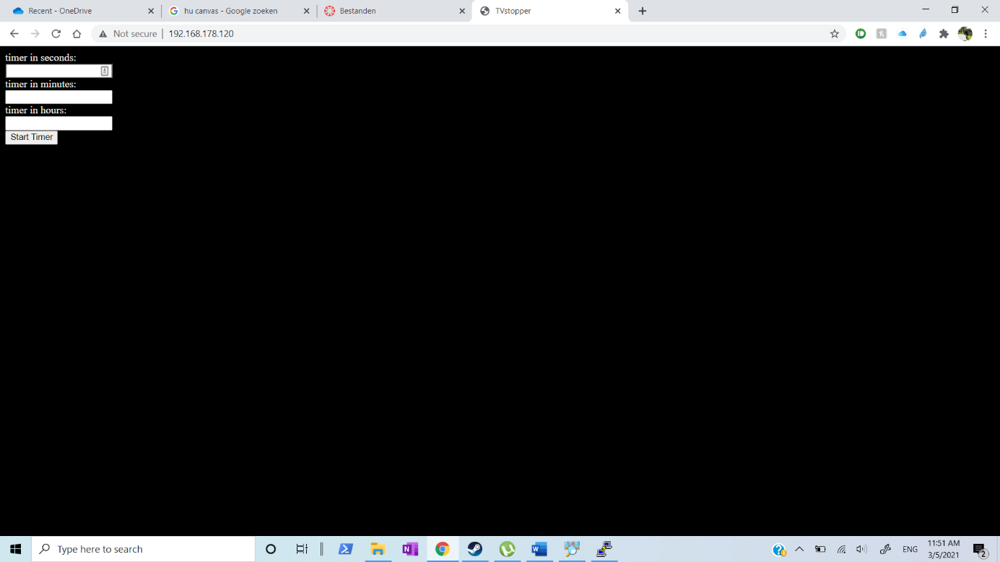 Recent - OneDrive
hu canvas - Google zoeken
Bestanden
TVstopper
Not secure | 192.168.178.120
timer in seconds:
timer in minutes:
timer in hours:
Start Timer
Type here to search
ENG
11:51 AM
3/5/2021
2